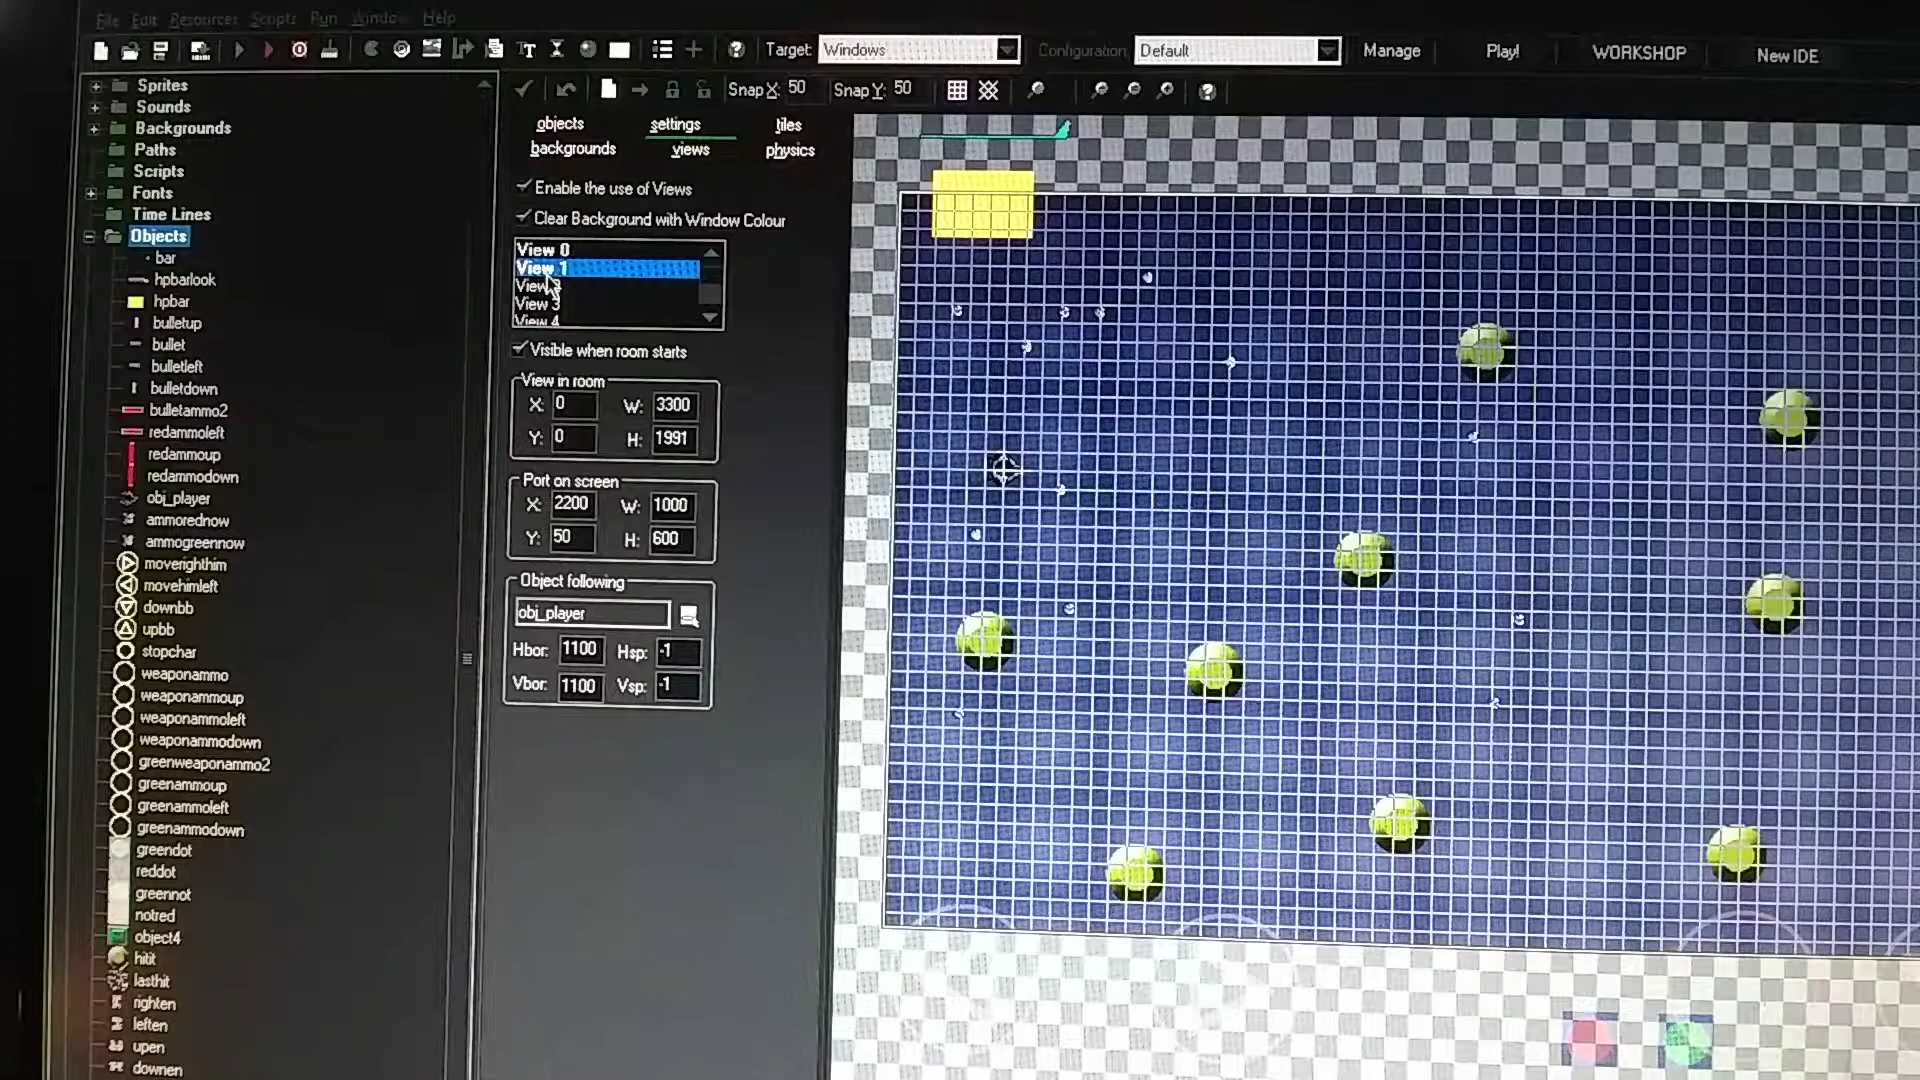 File Edit Resources Scripts Run Window Help
Target: Windows Configuration: Default Manage Play! WORKSHOP New IDE
Snap X: 50 Snap Y: 50
Sprites
Sounds
Backgrounds
Paths
Scripts
Fonts
Time Lines
Objects
bar
hpbarlook
hpbar
bulletup
bullet
bulletleft
bulletdown
bulletammo2
redammoleft
redammoup
redammodown
obj_player
ammorednow
ammogreennow
moverighthim
movehimleft
downbb
upbb
stopchar
weaponammo
weaponammoup
weaponammoleft
weaponammodown
greenweaponammo2
greenammoup
greenammoleft
greenammodown
greendot
reddot
greennot
notred
object4
hitit
lasthit
righten
leften
upen
downen
objects settings tiles
backgrounds views physics
Enable the use of Views
Clear Background with Window Colour
View 0
View 1
View 2
View 3
View 4
Visible when room starts
View in room
X: 0 W: 3300
Y: 0 H: 1991
Port on screen
X: 2200 W: 1000
Y: 50 H: 600
Object following
obj_player
Hbor: 1100 Hsp: -1
Vbor: 1100 Vsp: -1